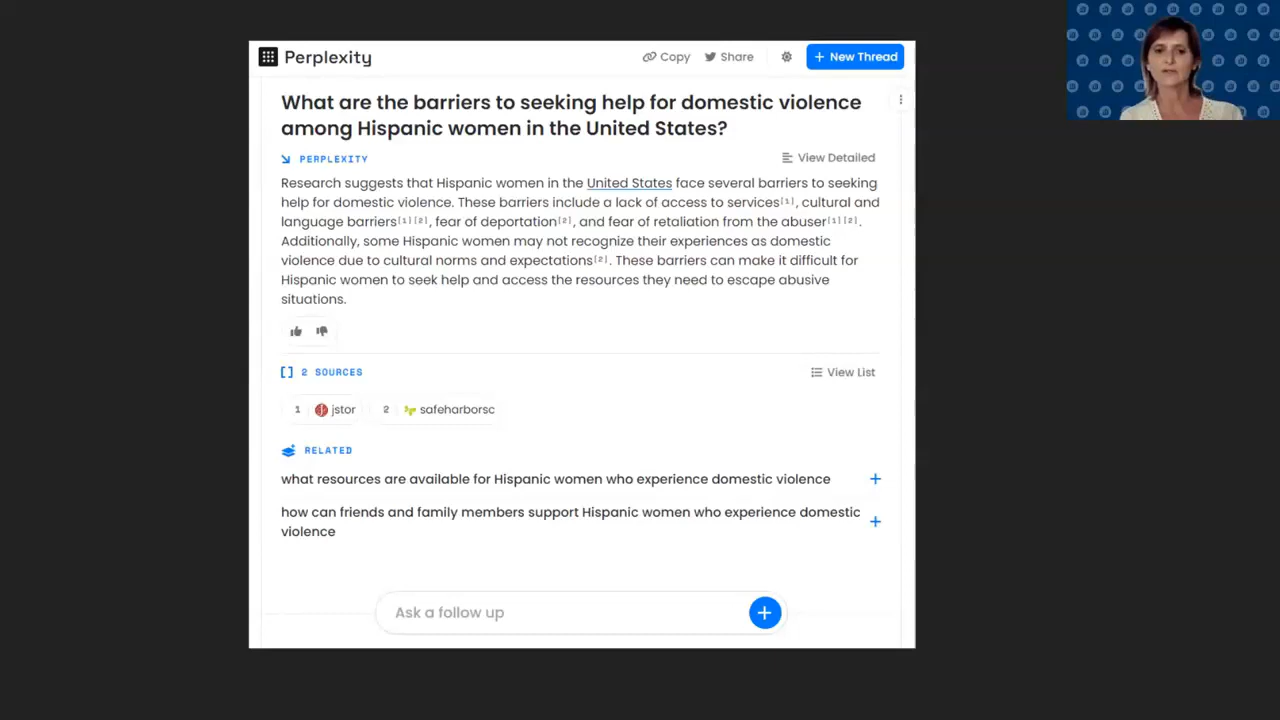 Perplexity
Copy Share New Thread
What are the barriers to seeking help for domestic violence
among Hispanic women in the United States?
PERPLEXITY View Detailed
Research suggests that Hispanic women in the United States face several barriers to seeking
help for domestic violence. These barriers include a lack of access to services[1], cultural and
language barriers[1][2], fear of deportation[2], and fear of retaliation from the abuser[1][2].
Additionally, some Hispanic women may not recognize their experiences as domestic
violence due to cultural norms and expectations[2]. These barriers can make it difficult for
Hispanic women to seek help and access the resources they need to escape abusive
situations.
2 SOURCES View List
1 jstor 2 safeharborsc
RELATED
what resources are available for Hispanic women who experience domestic violence
how can friends and family members support Hispanic women who experience domestic
violence
Ask a follow up